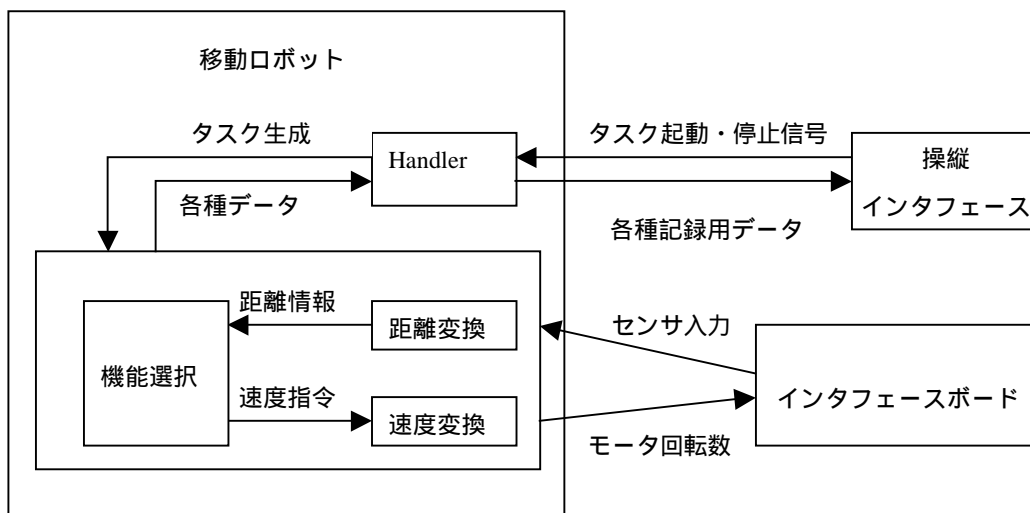 移動ロボット
タスク生成
Handler
タスク起動・停止信号
操縦
インタフェース
各種データ
各種記録用データ
距離情報
距離変換
センサ入力
機能選択
インタフェースボード
速度指令
速度変換
モータ回転数